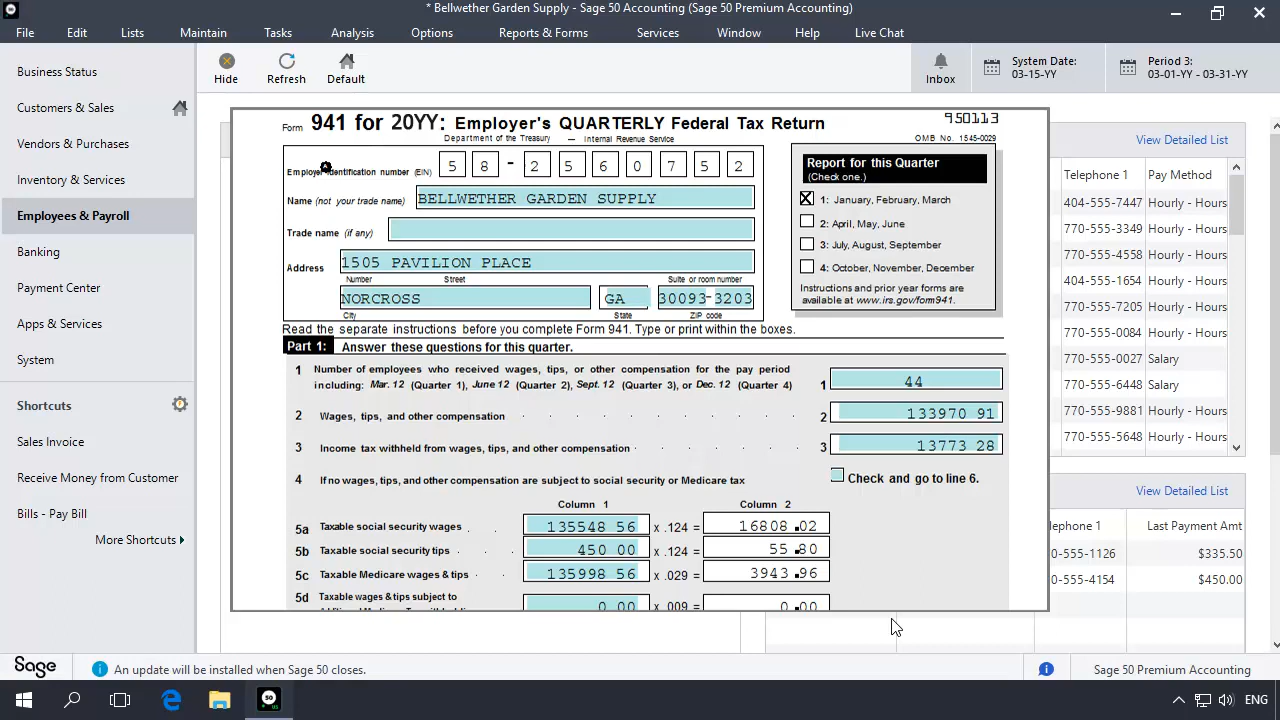 * Bellwether Garden Supply - Sage 50 Accounting (Sage 50 Premium Accounting)
File Edit Lists Maintain Tasks Analysis Options Reports & Forms Services Window Help Live Chat
Business Status
Customers & Sales
Vendors & Purchases
Inventory & Services
Employees & Payroll
Banking
Payment Center
Apps & Services
System
Shortcuts
Sales Invoice
Receive Money from Customer
Bills - Pay Bill
More Shortcuts
Hide Refresh Default
Inbox
System Date:
03-15-YY
Period 3:
03-01-YY - 03-31-YY
Form 941 for 20YY: Employer's QUARTERLY Federal Tax Return
950113
Department of the Treasury — Internal Revenue Service
OMB No. 1545-0029
Employer identification number (EIN) 5 8 - 2 5 6 0 7 5 2
Name (not your trade name) BELLWETHER GARDEN SUPPLY
Trade name (if any)
Address 1505 PAVILION PLACE
Number Street Suite or room number
NORCROSS GA 30093-3203
City State ZIP code
Report for this Quarter
(Check one.)
X 1: January, February, March
2: April, May, June
3: July, August, September
4: October, November, December
Instructions and prior year forms are
available at www.irs.gov/form941.
Read the separate instructions before you complete Form 941. Type or print within the boxes.
Part 1: Answer these questions for this quarter.
1 Number of employees who received wages, tips, or other compensation for the pay period
including: Mar. 12 (Quarter 1), June 12 (Quarter 2), Sept. 12 (Quarter 3), or Dec. 12 (Quarter 4) 1 44
2 Wages, tips, and other compensation 2 133970 91
3 Income tax withheld from wages, tips, and other compensation 3 13773 28
4 If no wages, tips, and other compensation are subject to social security or Medicare tax Check and go to line 6.
Column 1 Column 2
5a Taxable social security wages 135548 56 x .124 = 16808.02
5b Taxable social security tips 450 00 x .124 = 55.80
5c Taxable Medicare wages & tips 135998 56 x .029 = 3943.96
5d Taxable wages & tips subject to 0 00 x .009 = 0.00
View Detailed List
Telephone 1 Pay Method
404-555-7447 Hourly - Hours
770-555-3349 Hourly - Hours
770-555-4558 Hourly - Hours
404-555-1654 Hourly - Hours
770-555-7205 Hourly - Hours
770-555-0084 Hourly - Hours
770-555-0027 Salary
770-555-6448 Salary
770-555-9881 Hourly - Hours
770-555-5648 Hourly - Hours
View Detailed List
elephone 1 Last Payment Amt
0-555-1126 $335.50
0-555-4154 $450.00
Sage
An update will be installed when Sage 50 closes.
Sage 50 Premium Accounting
50
ENG